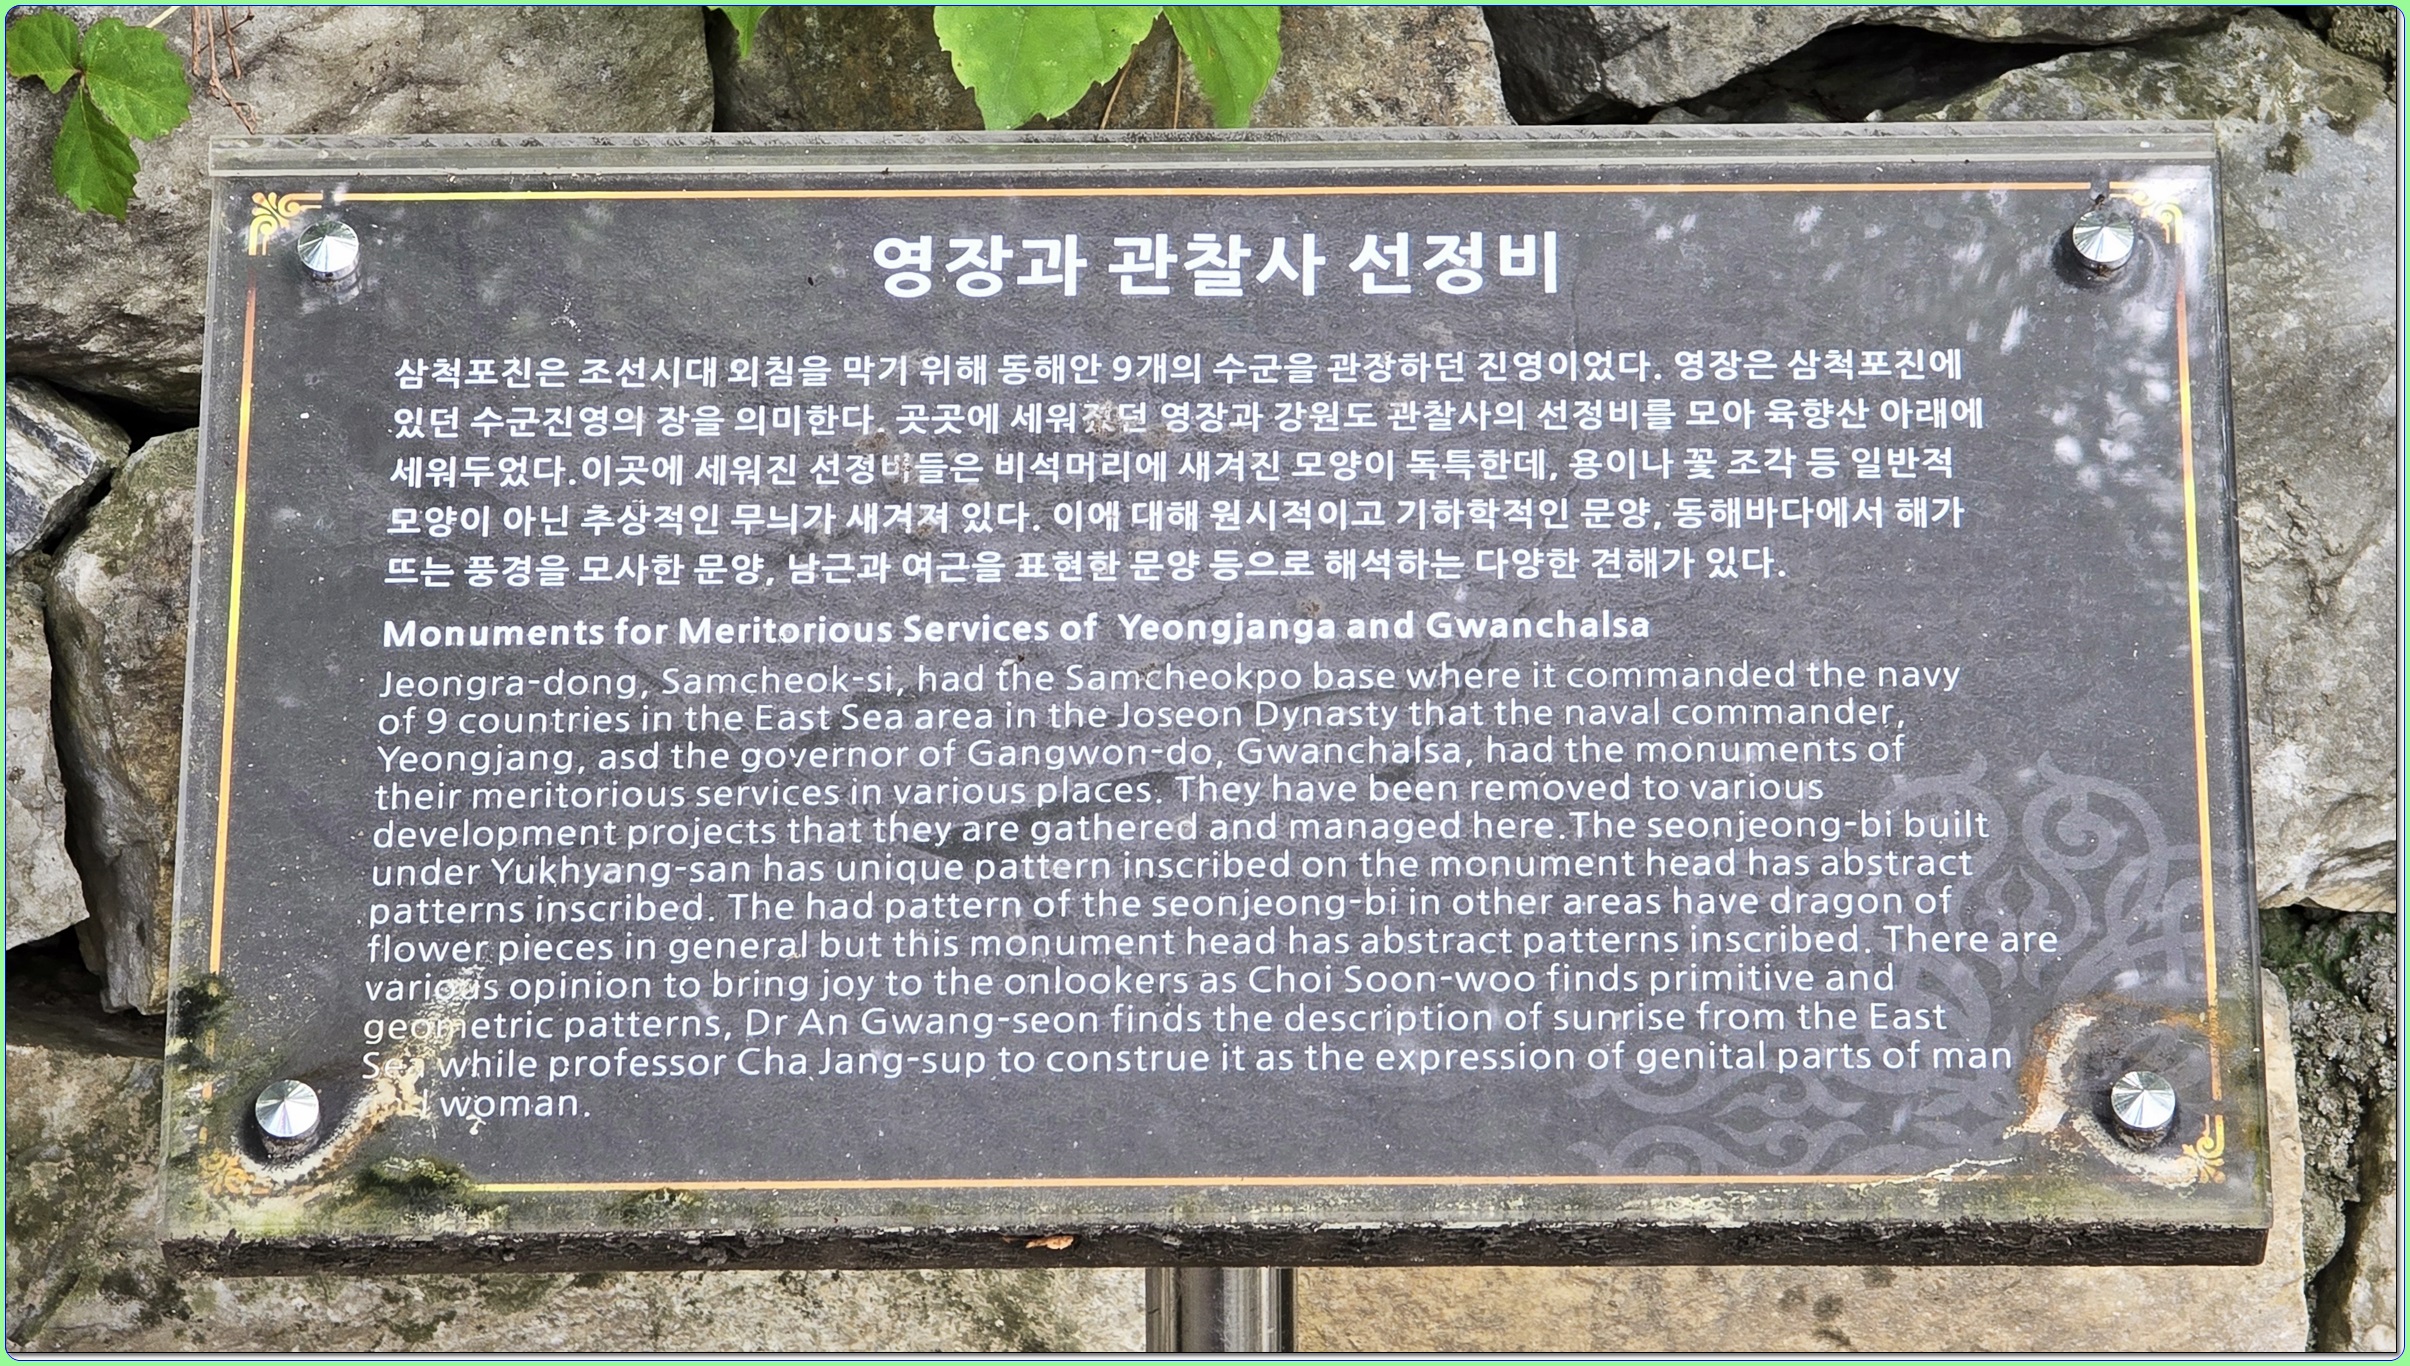 영장과 관찰사 선정비
삼척포진은 조선시대 외침을 막기 위해 동해안 9개의 수군을 관장하던 진영이었다. 영장은 삼척포진에
있던 수군진영의 장을 의미한다. 곳곳에 세워졌던 영장과 강원도 관찰사의 선정비를 모아 육향산 아래에
세워두었다.이곳에 세워진 선정비들은 비석머리에 새겨진 모양이 독특한데, 용이나 꽃 조각 등 일반적
모양이 아닌 추상적인 무늬가 새겨져 있다. 이에 대해 원시적이고 기하학적인 문양, 동해바다에서 해가
뜨는 풍경을 모사한 문양, 남근과 여근을 표현한 문양 등으로 해석하는 다양한 견해가 있다.
Monuments for Meritorious Services of Yeongjanga and Gwanchalsa
Jeongra-dong, Samcheok-si, had the Samcheokpo base where it commanded the navy
of 9 countries in the East Sea area in the Joseon Dynasty that the naval commander,
Yeongjang, asd the governor of Gangwon-do, Gwanchalsa, had the monuments of
their meritorious services in various places. They have been removed to various
development projects that they are gathered and managed here.The seonjeong-bi built
under Yukhyang-san has unique pattern inscribed on the monument head has abstract
patterns inscribed. The had pattern of the seonjeong-bi in other areas have dragon of
flower pieces in general but this monument head has abstract patterns inscribed. There are
various opinion to bring joy to the onlookers as Choi Soon-woo finds primitive and
geometric patterns, Dr An Gwang-seon finds the description of sunrise from the East
Sea while professor Cha Jang-sup to construe it as the expression of genital parts of man
woman.